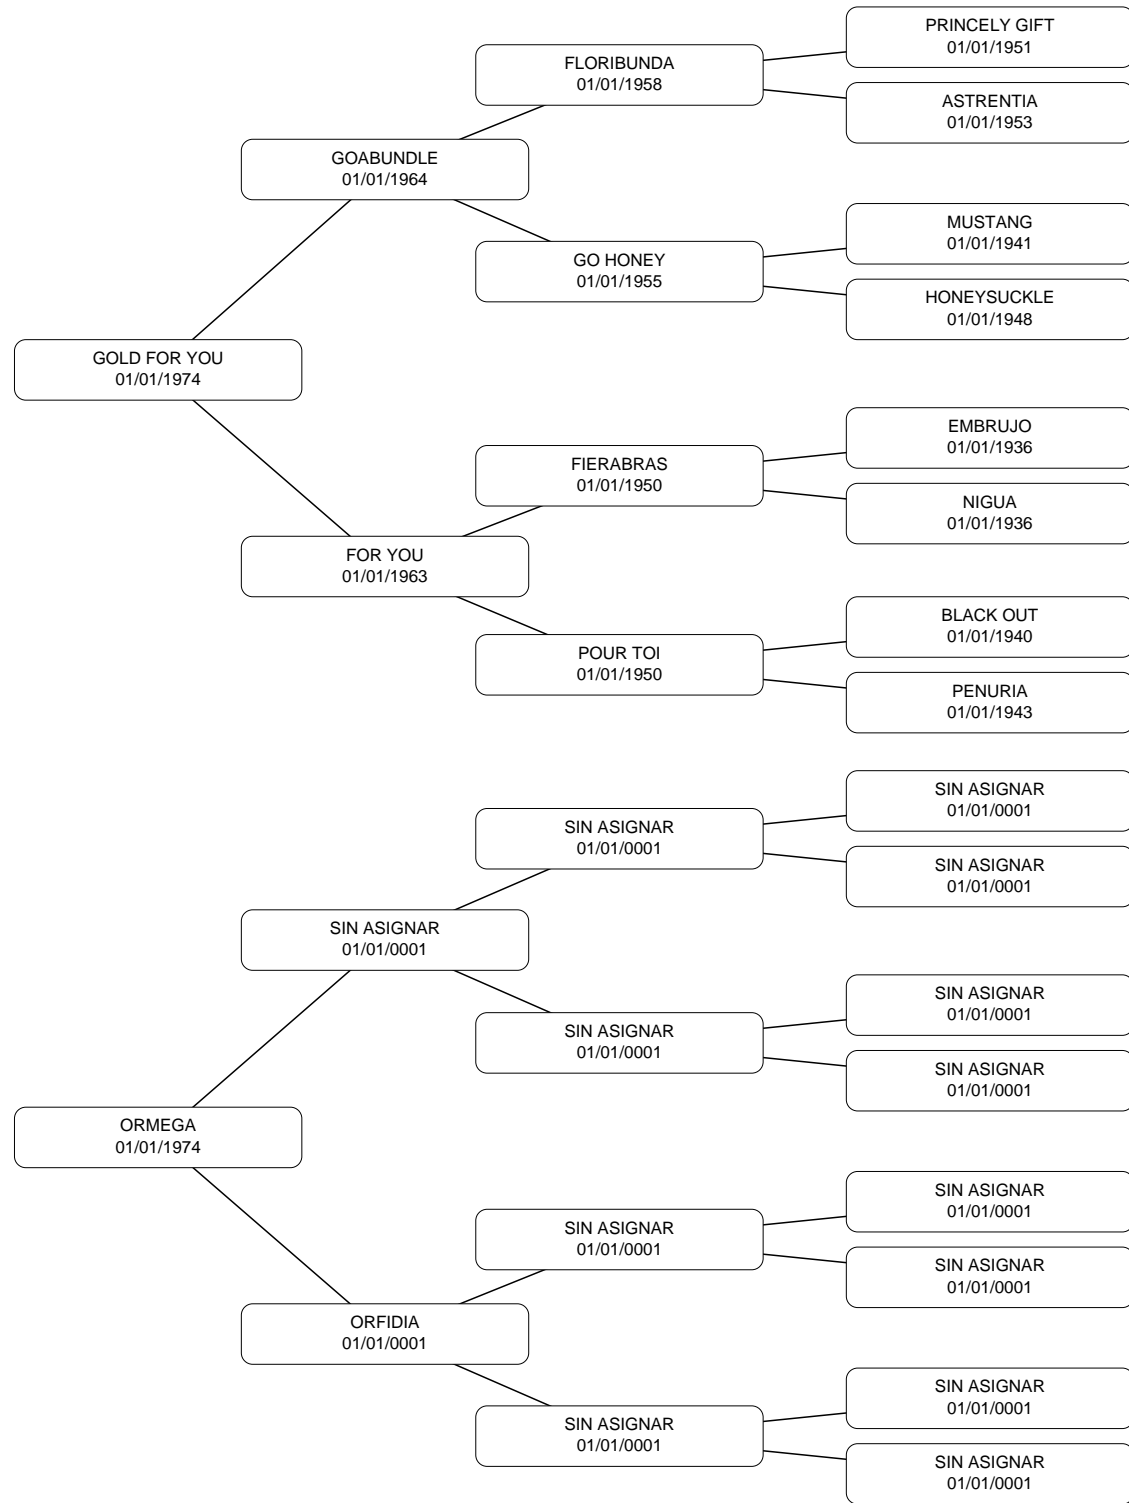 PRINCELY GIFT
01/01/1951
FLORIBUNDA
01/01/1958
ASTRENTIA
01/01/1953
GOABUNDLE
01/01/1964
MUSTANG
01/01/1941
GO HONEY
01/01/1955
HONEYSUCKLE
01/01/1948
GOLD FOR YOU
01/01/1974
EMBRUJO
01/01/1936
FIERABRAS
01/01/1950
NIGUA
01/01/1936
FOR YOU
01/01/1963
BLACK OUT
01/01/1940
POUR TOI
01/01/1950
PENURIA
01/01/1943
SIN ASIGNAR
01/01/0001
SIN ASIGNAR
01/01/0001
SIN ASIGNAR
01/01/0001
SIN ASIGNAR
01/01/0001
SIN ASIGNAR
01/01/0001
SIN ASIGNAR
01/01/0001
SIN ASIGNAR
01/01/0001
ORMEGA
01/01/1974
SIN ASIGNAR
01/01/0001
SIN ASIGNAR
01/01/0001
SIN ASIGNAR
01/01/0001
ORFIDIA
01/01/0001
SIN ASIGNAR
01/01/0001
SIN ASIGNAR
01/01/0001
SIN ASIGNAR
01/01/0001